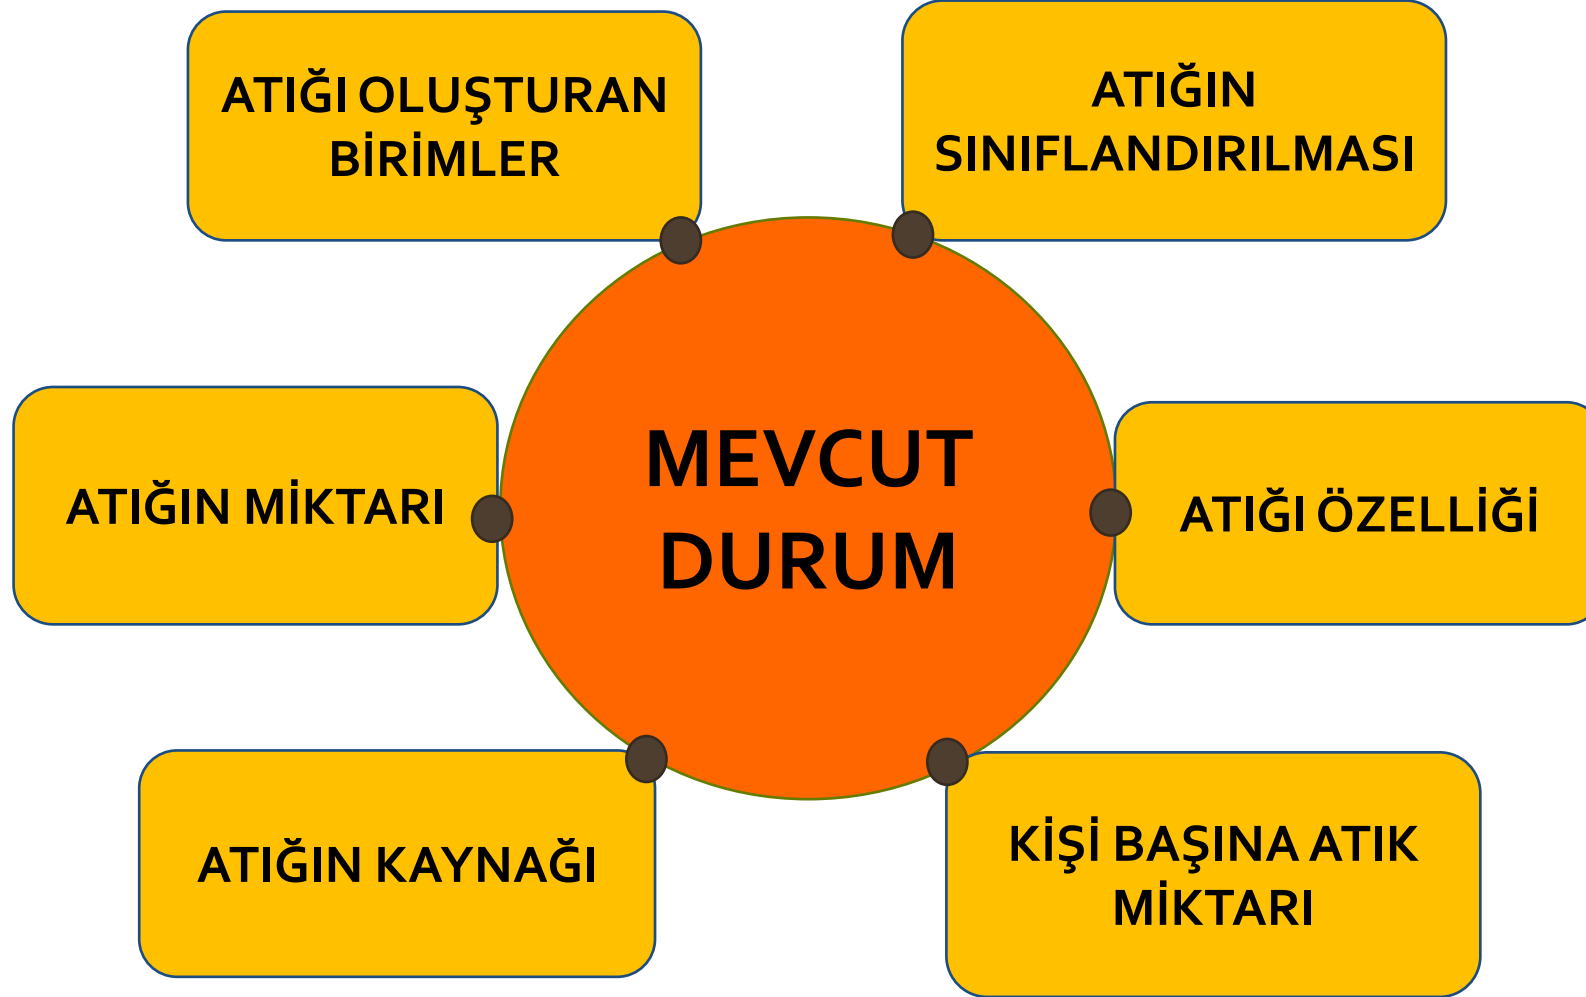 ATIĞI OLUŞTURAN
BİRİMLER
ATIĞIN
SINIFLANDIRILMASI
MEVCUT
DURUM
ATIĞIN MİKTARI
ATIĞI ÖZELLİĞİ
ATIĞIN KAYNAĞI
KİŞİ BAŞINA ATIK
MİKTARI